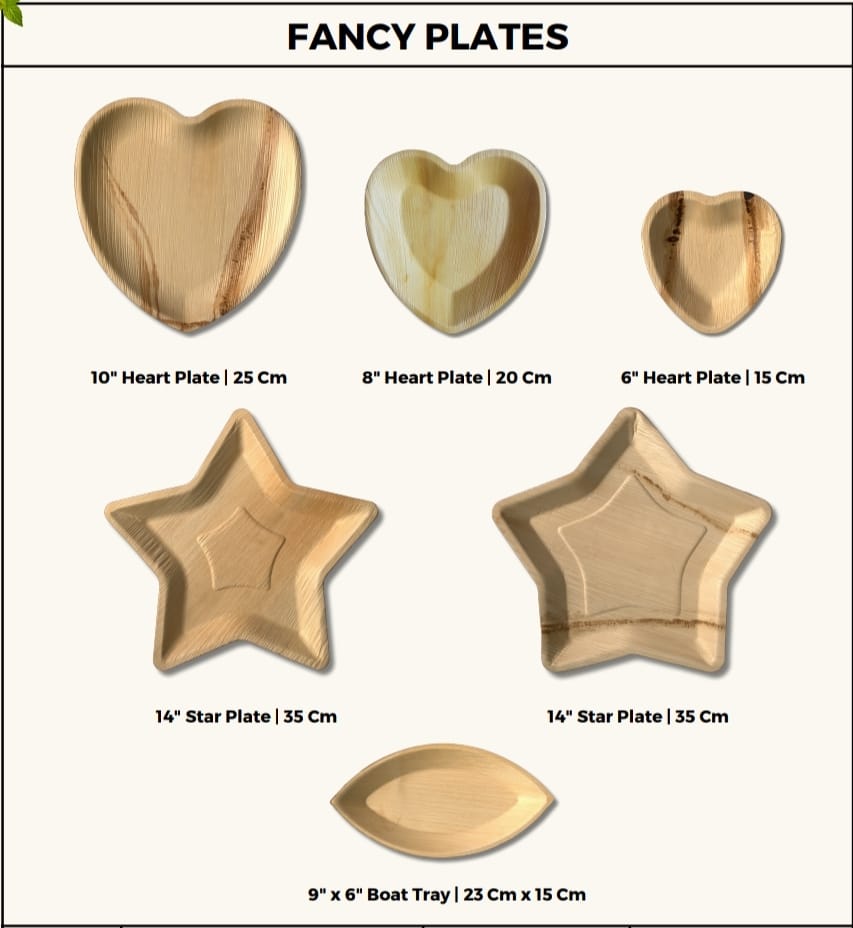 FANCY PLATES
10" Heart Plate | 25 Cm
8" Heart Plate | 20 Cm
6" Heart Plate | 15 Cm
14" Star Plate | 35 Cm
14" Star Plate | 35 Cm
9" x 6" Boat Tray | 23 Cm x 15 Cm